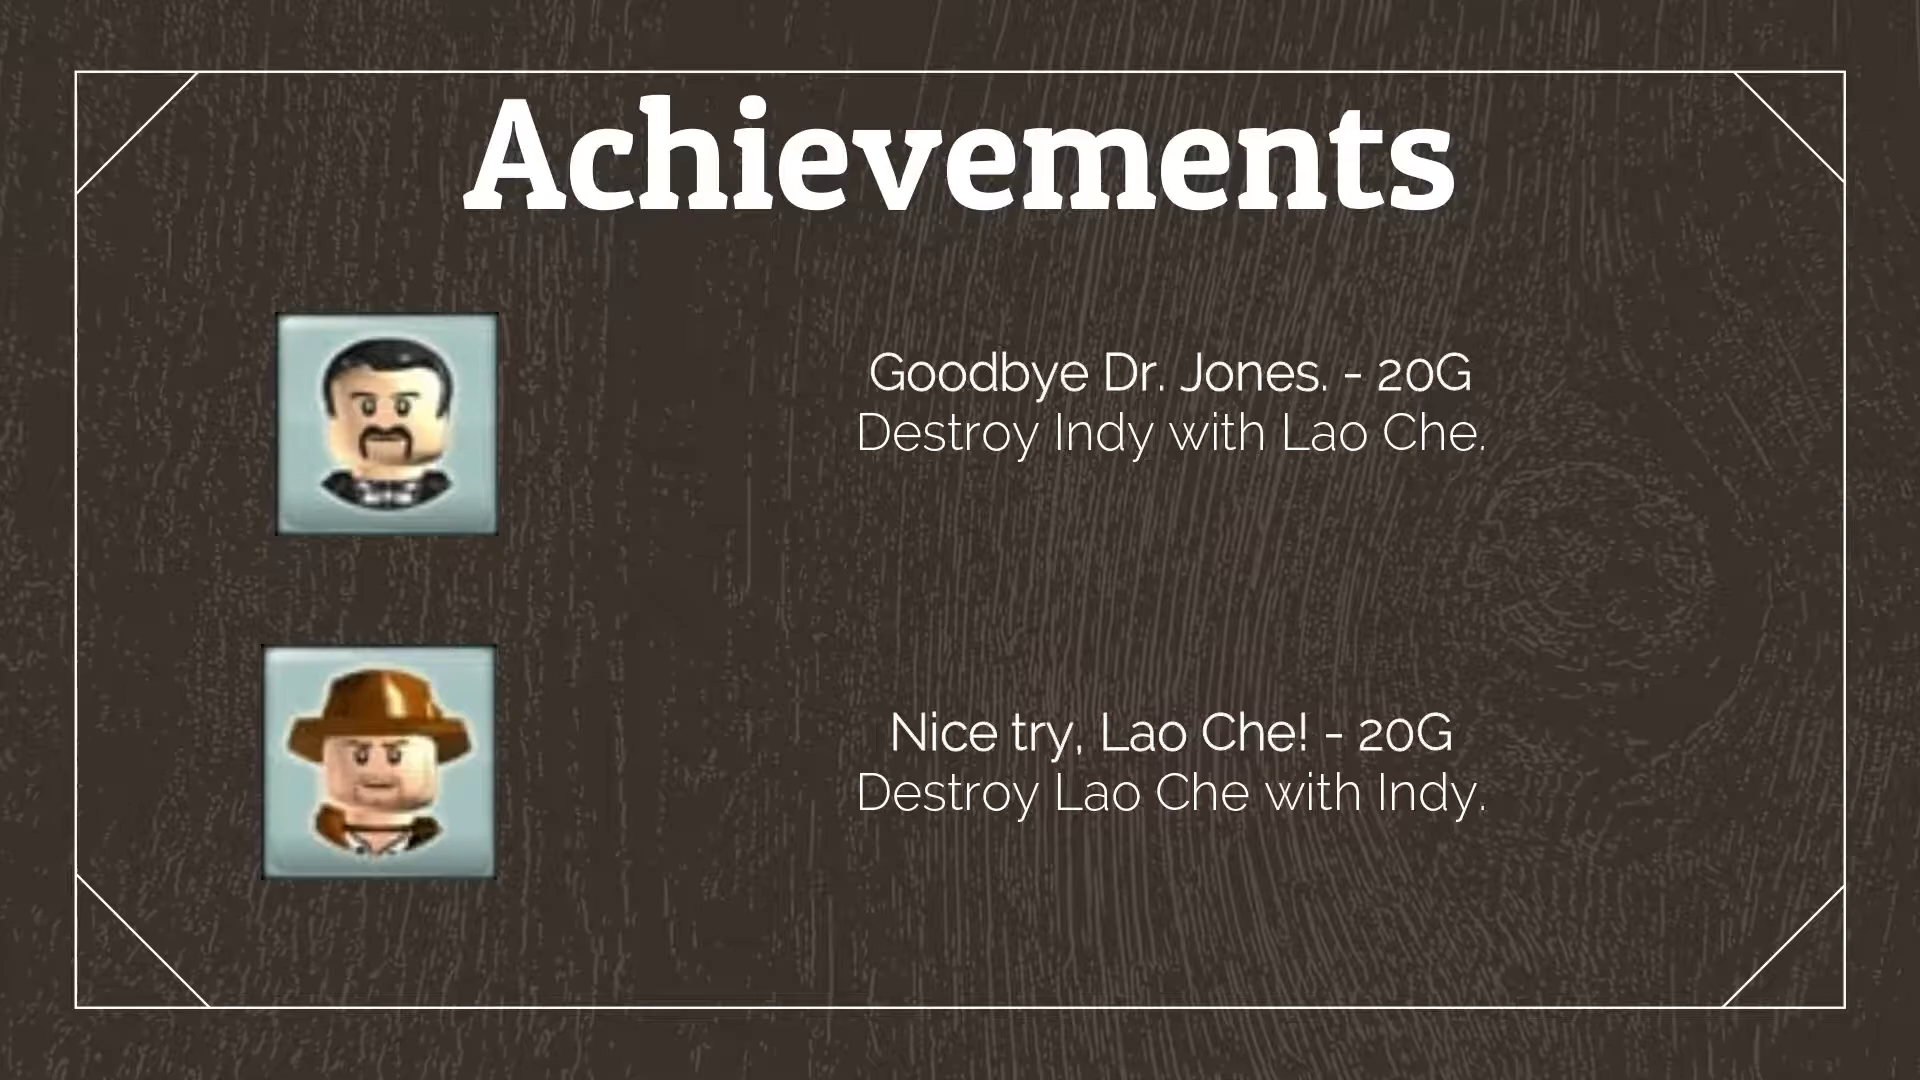 Achievements
Goodbye Dr. Jones. - 20G
Destroy Indy with Lao Che.
Nice try, Lao Che! - 20G
Destroy Lao Che with Indy.